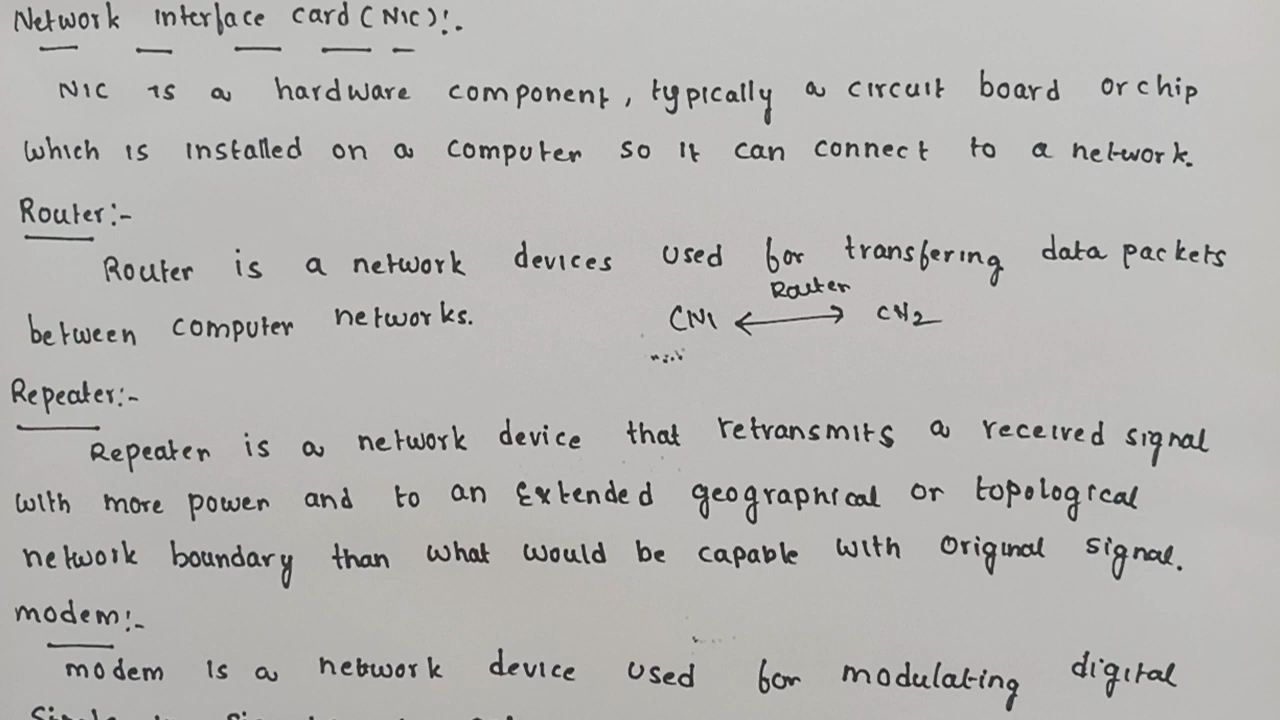 Network Interface card (NIC):-
NIC is a hardware component, typically a circuit board or chip
which is installed on a computer so it can connect to a network.
Router:-
Router is a network devices used for transfering data packets
between computer networks.
Router
CN1 ⟷ CN2
Repeater:-
Repeater is a network device that retransmits a received signal
with more power and to an Extended geographical or topological
network boundary than what would be capable with original signal.
modem:-
modem is a network device used for modulating digital